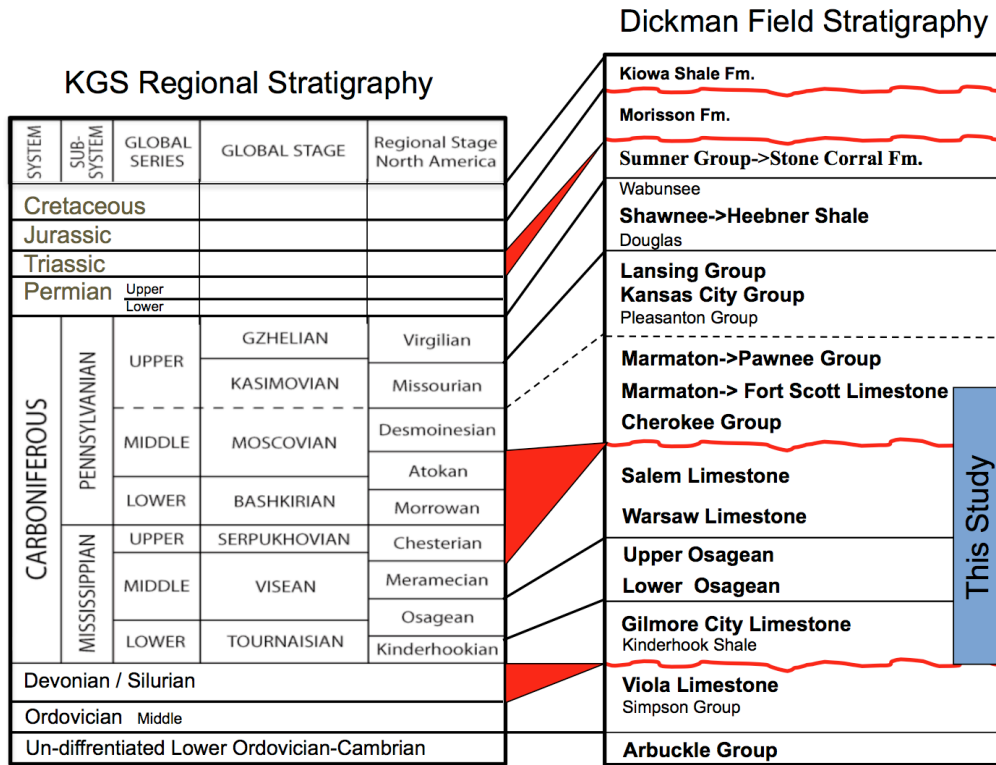 Dickman Field Stratigraphy
KGS Regional Stratigraphy
SYSTEM
SUB-
SYSTEM
GLOBAL
SERIES
GLOBAL STAGE
Regional Stage
North America
Cretaceous
Jurassic
Triassic
Permian Upper
Lower
CARBONIFEROUS
PENNSYLVANIAN
MISSISSIPPIAN
UPPER
MIDDLE
LOWER
UPPER
MIDDLE
LOWER
GZHELIAN
KASIMOVIAN
MOSCOVIAN
BASHKIRIAN
SERPUKHOVIAN
VISEAN
TOURNAISIAN
Virgilian
Missourian
Desmoinesian
Atokan
Morrowan
Chesterian
Meramecian
Osagean
Kinderhookian
Devonian / Silurian
Ordovician Middle
Un-diffrentiated Lower Ordovician-Cambrian
Kiowa Shale Fm.
Morisson Fm.
Sumner Group->Stone Corral Fm.
Wabunsee
Shawnee->Heebner Shale
Douglas
Lansing Group
Kansas City Group
Pleasanton Group
Marmaton->Pawnee Group
Marmaton-> Fort Scott Limestone
Cherokee Group
Salem Limestone
Warsaw Limestone
Upper Osagean
Lower Osagean
Gilmore City Limestone
Kinderhook Shale
Viola Limestone
Simpson Group
Arbuckle Group
This Study